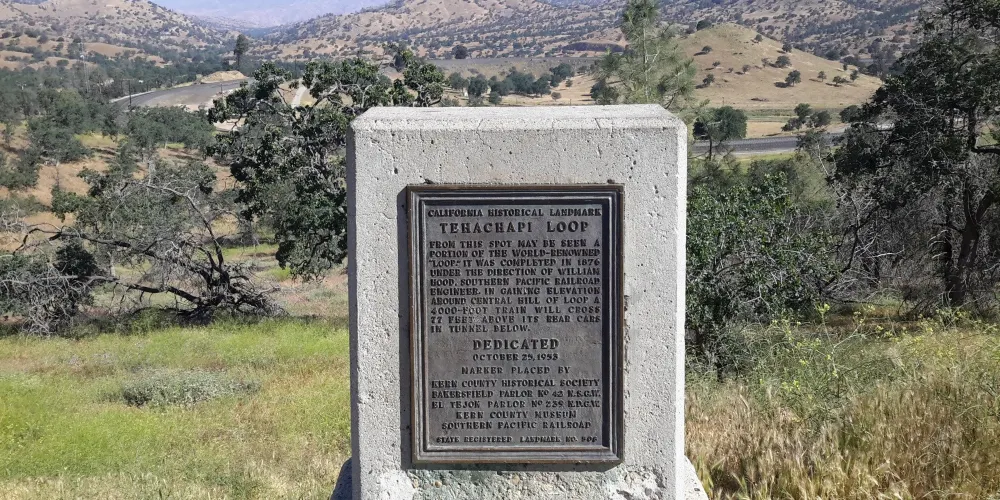 CALIFORNIA HISTORICAL LANDMARK
TEHACHAPI LOOP
FROM THIS SPOT MAY BE SEEN A
PORTION OF THE WORLD-RENOWNED
"LOOP." IT WAS COMPLETED IN 1876
UNDER THE DIRECTION OF WILLIAM
HOOD, SOUTHERN PACIFIC RAILROAD
ENGINEER. IN GAINING ELEVATION
AROUND CENTRAL HILL OF LOOP A
4000-FOOT TRAIN WILL CROSS
77 FEET ABOVE ITS REAR CARS
IN TUNNEL BELOW.
DEDICATED
OCTOBER 25, 1953
MARKER PLACED BY
KERN COUNTY HISTORICAL SOCIETY
BAKERSFIELD PARLOR NO 42 N.S.G.W.
EL TEJON PARLOR NO 239 N.D.G.W.
KERN COUNTY MUSEUM
SOUTHERN PACIFIC RAILROAD
STATE REGISTERED LANDMARK NO. 508